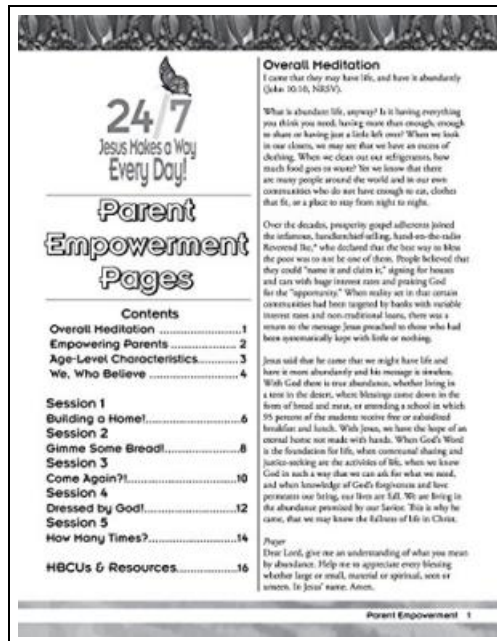 24/7
Jesus Makes a Way
Every Day!
Parent
Empowerment
Pages
Contents
Overall Meditation ..................1
Empowering Parents ................ 2
Age-Level Characteristics........... 3
We, Who Believe .................... 4
Session 1
Building a Home!.......................6
Session 2
Gimme Some Bread!..................8
Session 3
Come Again?!..........................10
Session 4
Dressed by God!......................12
Session 5
How Many Times?....................14
HBCUs & Resources..................16
Overall Meditation
I came that they may have life, and have it abundantly
(John 10:10, NRSV).
What is abundant life, anyway? Is it having everything
you think you need, having more than enough, enough
to share or having just a little left over? When we look
in our closets, we may see that we have an excess of
clothing. When we clean out our refrigerators, how
much food goes to waste? Yet we know that there
are many people around the world and in our own
communities who do not have enough to eat, clothes
that fit, or a place to stay from night to night.
Over the decades, prosperity gospel adherents joined
the infamous, handkerchief-selling, hand-on-the-radio
Reverend Ike,* who declared that the best way to bless
the poor was to not be one of them. People believed that
they could "name it and claim it," signing for houses
and cars with huge interest rates and praising God
for the "opportunity." When reality set in that certain
communities had been targeted by banks with variable
interest rates and non-traditional loans, there was a
return to the message Jesus preached to those who had
been systematically kept with little or nothing.
Jesus said that he came that we might have life and
have it more abundantly and his message is timeless.
With God there is true abundance, whether living in
a tent in the desert, where blessings come down in the
form of bread and meat, or attending a school in which
95 percent of the students receive free or subsidized
breakfast and lunch. With Jesus, we have the hope of an
eternal home not made with hands. When God's Word
is the foundation for life, when communal sharing and
justice-seeking are the activities of life, when we know
God in such a way that we can ask for what we need,
and when knowledge of God's forgiveness and love
permeates our being, our lives are full. We are living in
the abundance promised by our Savior. This is why he
came, that we may know the fullness of life in Christ.
Prayer
Dear Lord, give me an understanding of what you mean
by abundance. Help me to appreciate every blessing
whether large or small, material or spiritual, seen or
unseen. In Jesus' name. Amen.
Parent Empowerment 1